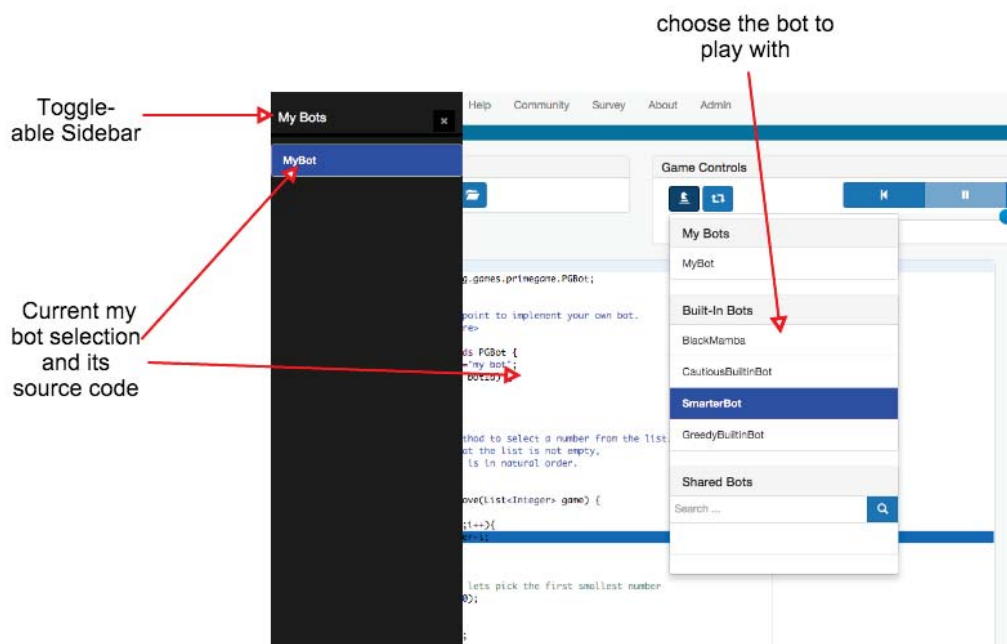 choose the bot to
play with
Toggle-
able Sidebar
My Bots
Help Community Survey About Admin
MyBot
Game Controls
My Bots
MyBot
g.games.primegame.PGBot;
Current my
bot selection
and its
source code
point to implement your own bot.
re>
Built-In Bots
ds PGBot {
="my bot";
botId) {
BlackMamba
CautiousBuiltinBot
SmarterBot
GreedyBuiltinBot
thod to select a number from the list.
at the list is not empty,
is in natural order.
Shared Bots
ove(List<Integer> game) {
Search ...
;i++){
er=i;
lets pick the first smallest number
0);
;